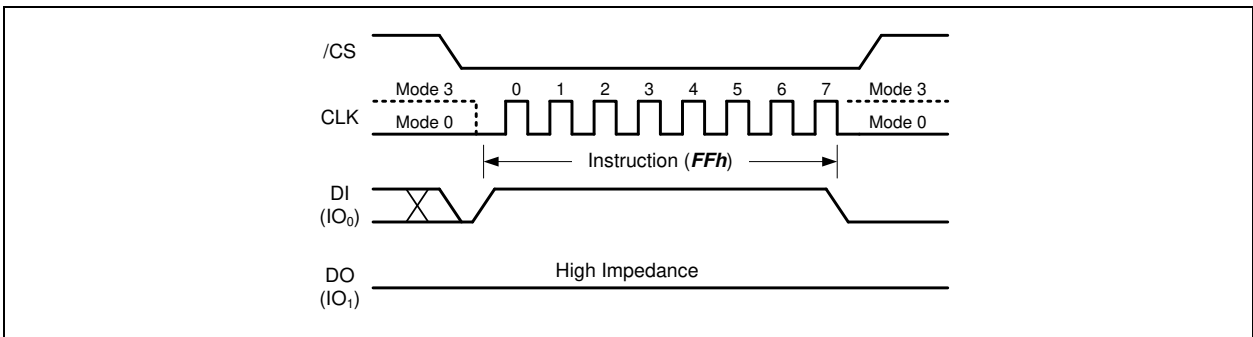 /CS
Mode 3 0 1 2 3 4 5 6 7 Mode 3
CLK
Mode 0 Mode 0
Instruction (FFh)
DI
(IO₀)
High Impedance
DO
(IO₁)